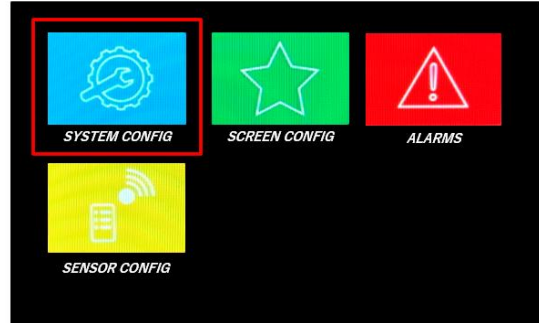 SYSTEM CONFIG
SCREEN CONFIG
ALARMS
SENSOR CONFIG